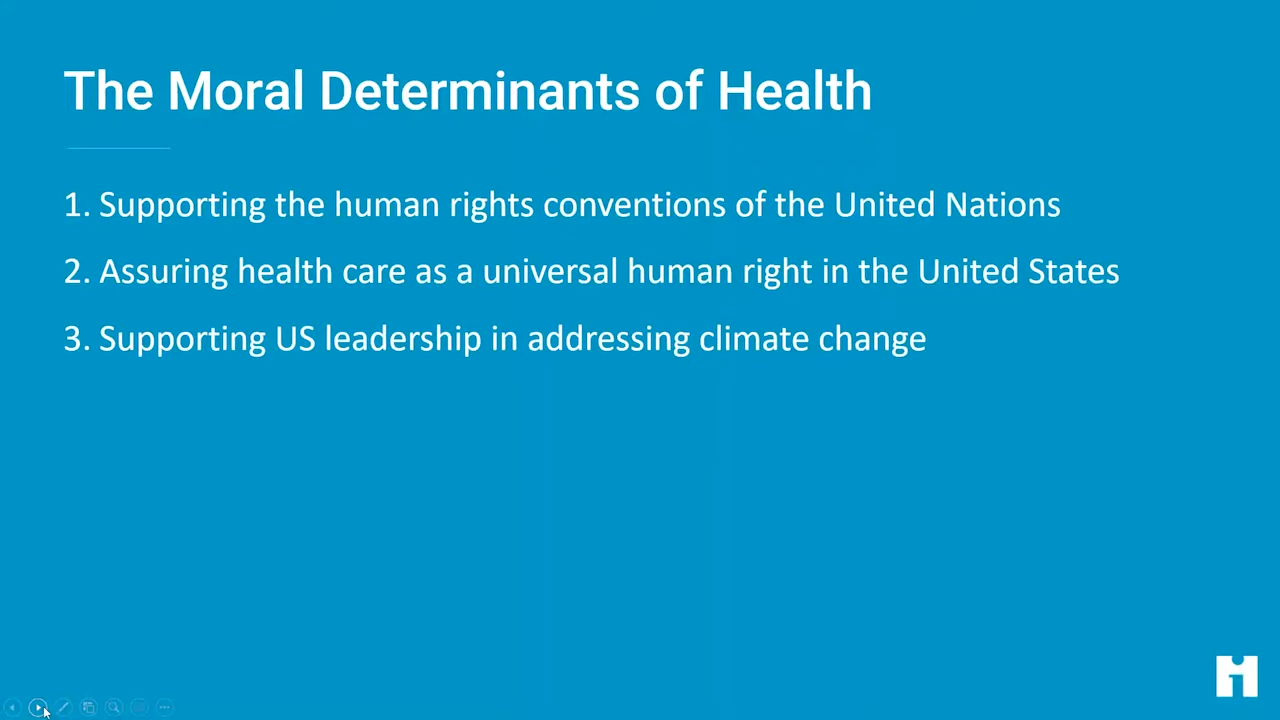 The Moral Determinants of Health
1. Supporting the human rights conventions of the United Nations
2. Assuring health care as a universal human right in the United States
3. Supporting US leadership in addressing climate change